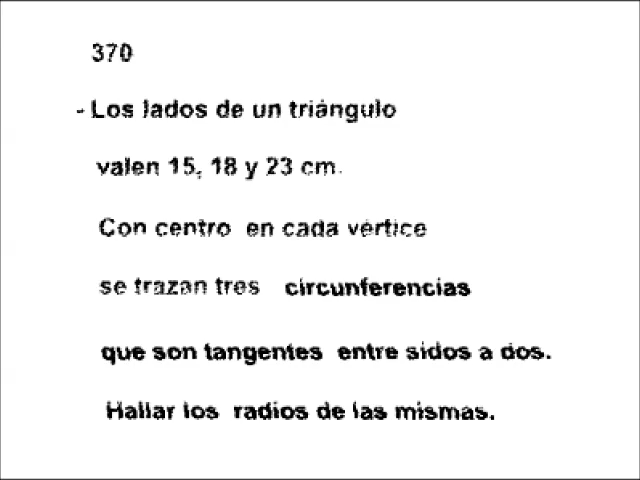 370
- Los lados de un triángulo
valen 15, 18 y 23 cm.
Con centro en cada vértice
se trazan tres circunferencias
que son tangentes entre sídos a dos.
Hallar los radios de las mismas.